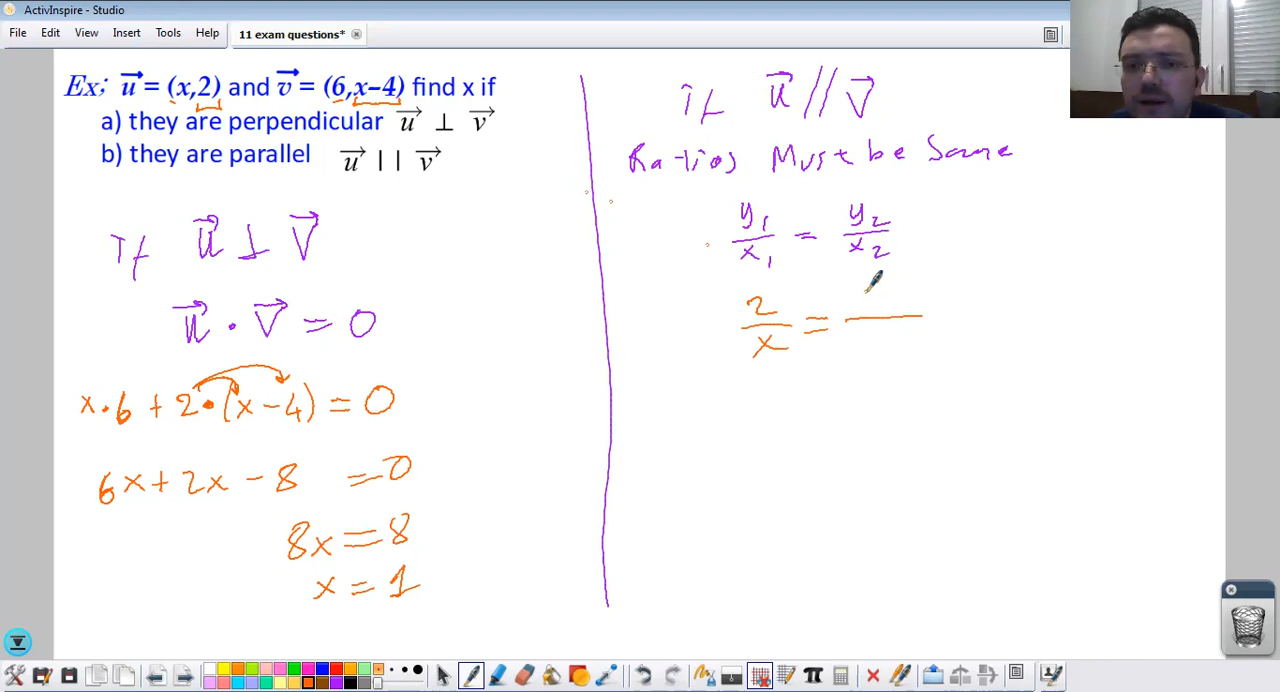 ActivInspire - Studio
File Edit View Insert Tools Help 11 exam questions*
Ex; u = (x,2) and v = (6,x−4) find x if
a) they are perpendicular u ⊥ v
b) they are parallel u || v
If u ⊥ v
u · v = 0
x·6 + 2·(x−4) = 0
6x + 2x − 8 = 0
8x = 8
x = 1
If u // v
Ratios Must be Same
y1/x1 = y2/x2
2/x =